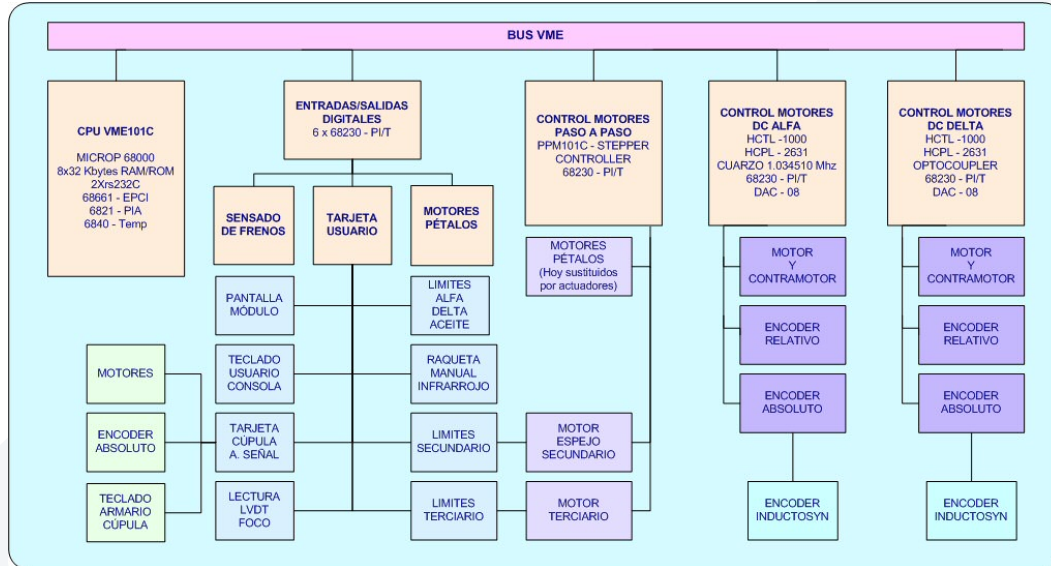 BUS VME
CPU VME101C
MICROP 68000
8x32 Kbytes RAM/ROM
2Xrs232C
68661 - EPCI
6821 - PIA
6840 - Temp
ENTRADAS/SALIDAS
DIGITALES
6 x 68230 - PI/T
CONTROL MOTORES
PASO A PASO
PPM101C - STEPPER
CONTROLLER
68230 - PI/T
CONTROL MOTORES
DC ALFA
HCTL -1000
HCPL - 2631
CUARZO 1.034510 Mhz
68230 - PI/T
DAC - 08
CONTROL MOTORES
DC DELTA
HCTL -1000
HCPL - 2631
OPTOCOUPLER
68230 - PI/T
DAC - 08
SENSADO
DE FRENOS
TARJETA
USUARIO
MOTORES
PÉTALOS
MOTORES
PÉTALOS
(Hoy sustituidos
por actuadores)
MOTOR
Y
CONTRAMOTOR
MOTOR
Y
CONTRAMOTOR
PANTALLA
MÓDULO
LIMITES
ALFA
DELTA
ACEITE
ENCODER
RELATIVO
ENCODER
RELATIVO
MOTORES
TECLADO
USUARIO
CONSOLA
RAQUETA
MANUAL
INFRARROJO
ENCODER
ABSOLUTO
ENCODER
ABSOLUTO
ENCODER
ABSOLUTO
TARJETA
CÚPULA
A. SEÑAL
LIMITES
SECUNDARIO
MOTOR
ESPEJO
SECUNDARIO
TECLADO
ARMARIO
CÚPULA
LECTURA
LVDT
FOCO
LIMITES
TERCIARIO
MOTOR
TERCIARIO
ENCODER
INDUCTOSYN
ENCODER
INDUCTOSYN